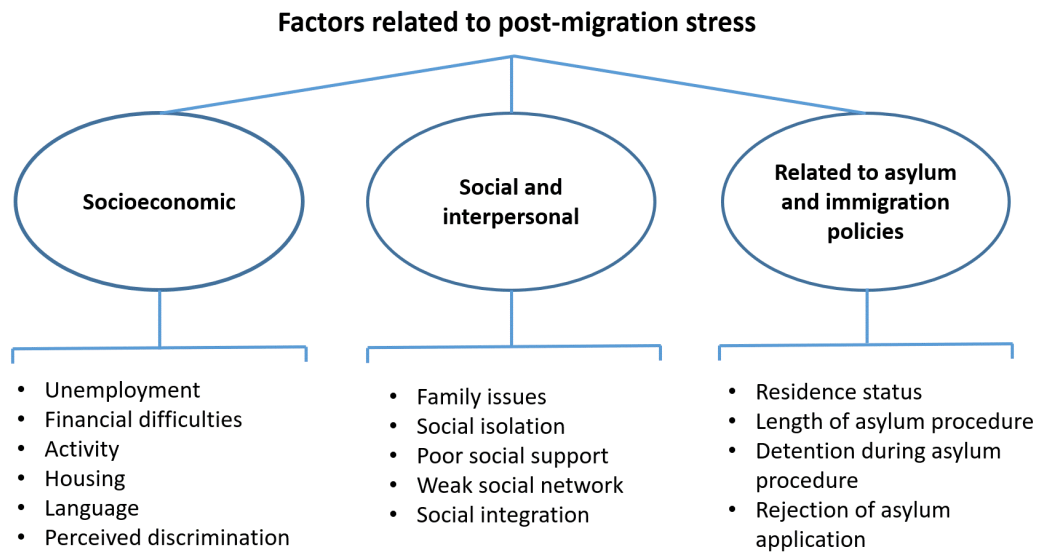 Factors related to post-migration stress
Socioeconomic
Social and
interpersonal
Related to asylum
and immigration
policies
• Unemployment
• Financial difficulties
• Activity
• Housing
• Language
• Perceived discrimination
• Family issues
• Social isolation
• Poor social support
• Weak social network
• Social integration
• Residence status
• Length of asylum procedure
• Detention during asylum
procedure
• Rejection of asylum
application